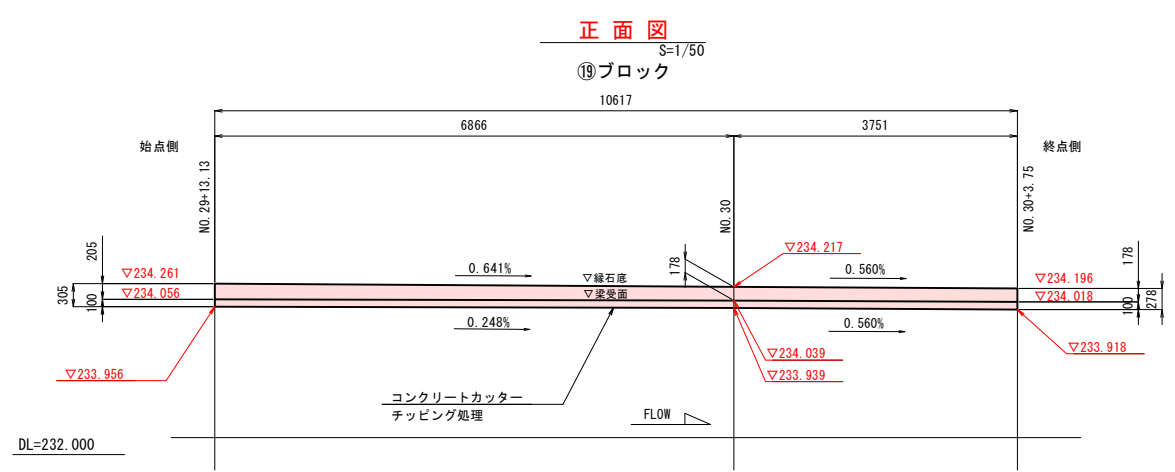 正面図
S=1/50
⑲ブロック
10617
6866
3751
始点側
終点側
NO.29+13.13
NO.30
NO.30+3.75
205
305
100
▽234.261
▽234.056
▽233.956
0.641%
0.248%
▽縁石底
▽梁受面
178
▽234.217
▽234.039
▽233.939
0.560%
0.560%
▽234.196
▽234.018
▽233.918
178
100
278
コンクリートカッター
チッピング処理
FLOW
DL=232.000